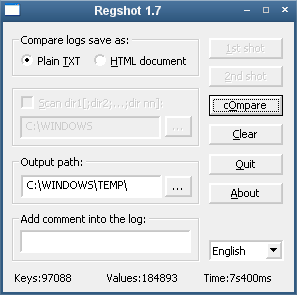 Regshot 1.7
Compare logs save as:
Plain TXT
HTML document
1st shot
2nd shot
Scan dir1[;dir2;...;dir nn]:
C:\WINDOWS
...
cOmpare
Clear
Output path:
C:\WINDOWS\TEMP\
...
Quit
About
Add comment into the log:
English
Keys:97088 Values:184893 Time:7s400ms